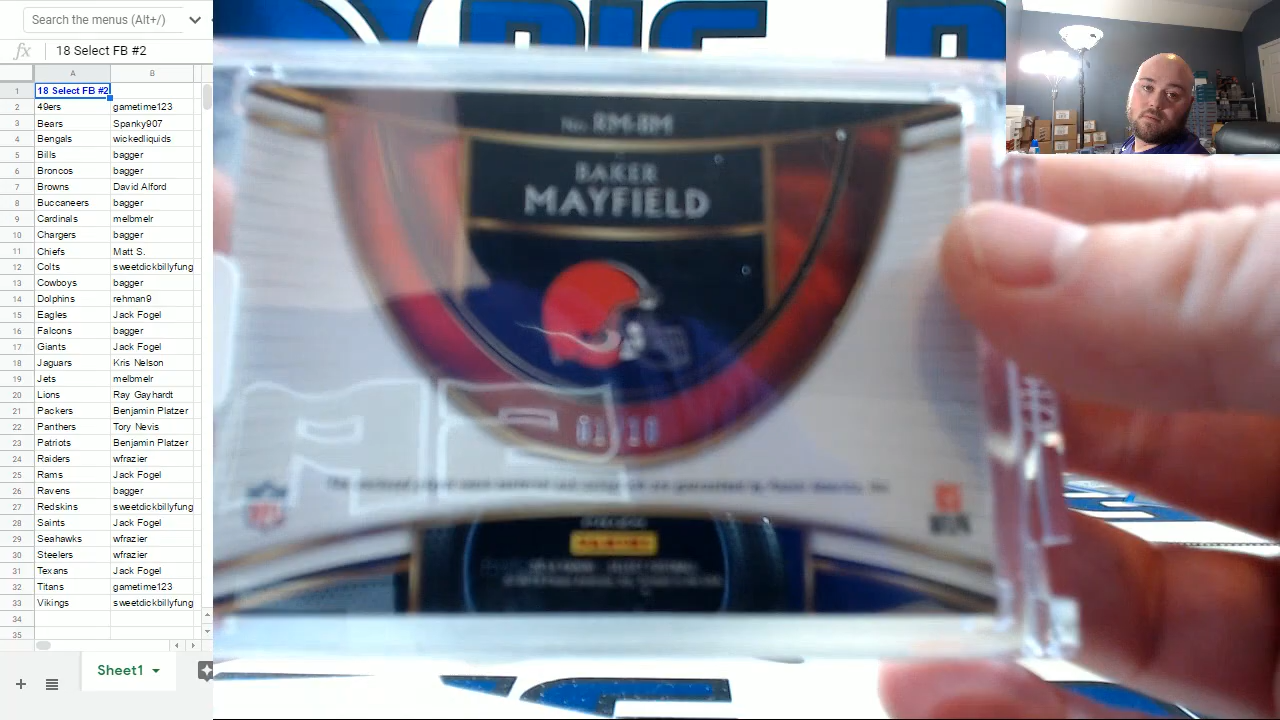 Search the menus (Alt+/)
fx 18 Select FB #2
A B
1 18 Select FB #2
2 49ers gametime123
3 Bears Spanky907
4 Bengals wickedliquids
5 Bills bagger
6 Broncos bagger
7 Browns David Alford
8 Buccaneers bagger
9 Cardinals melbmelr
10 Chargers bagger
11 Chiefs Matt S.
12 Colts sweetdickbillyfung
13 Cowboys bagger
14 Dolphins rehman9
15 Eagles Jack Fogel
16 Falcons bagger
17 Giants Jack Fogel
18 Jaguars Kris Nelson
19 Jets melbmelr
20 Lions Ray Gayhardt
21 Packers Benjamin Platzer
22 Panthers Tory Nevis
23 Patriots Benjamin Platzer
24 Raiders wfrazier
25 Rams Jack Fogel
26 Ravens bagger
27 Redskins sweetdickbillyfung
28 Saints Jack Fogel
29 Seahawks wfrazier
30 Steelers wfrazier
31 Texans Jack Fogel
32 Titans gametime123
33 Vikings sweetdickbillyfung
34
35
Sheet1
No. RM-BM
BAKER
MAYFIELD
01/10
PANINI